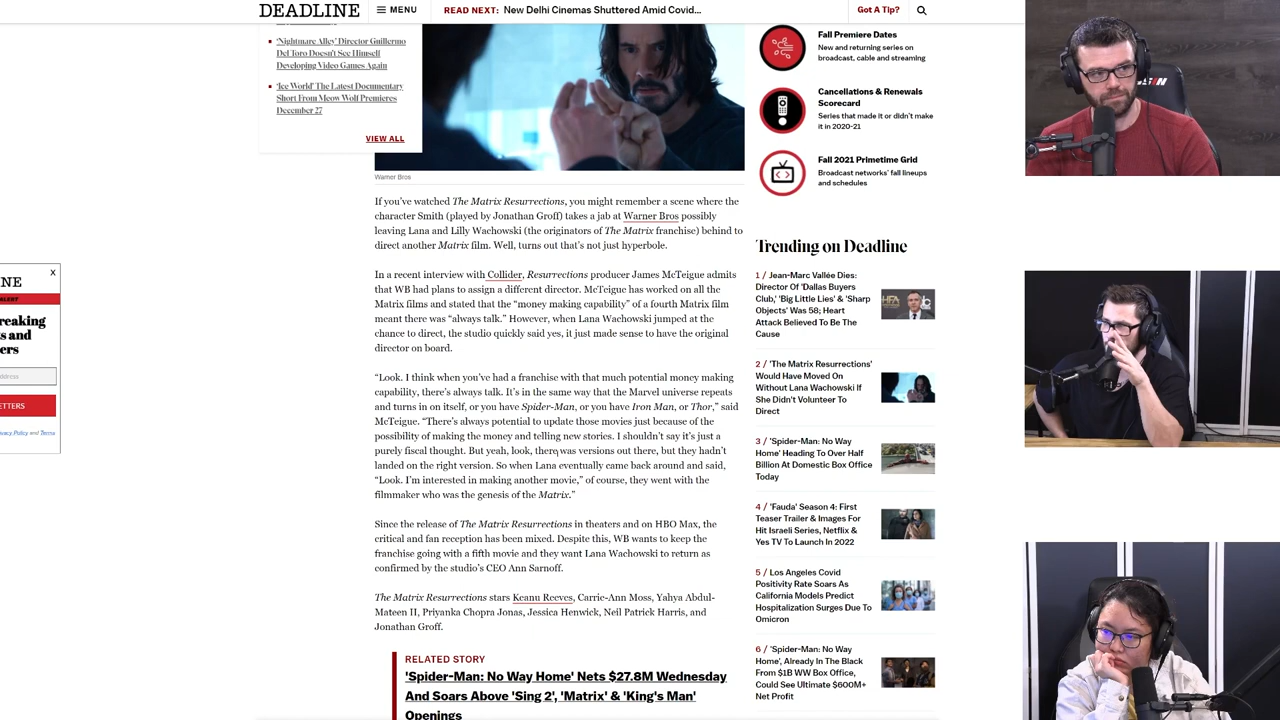 DEADLINE
MENU
READ NEXT: New Delhi Cinemas Shuttered Amid Covid...
Got A Tip?
'Nightmare Alley' Director Guillermo
Del Toro Doesn't See Himself
Developing Video Games Again
'Ice World' The Latest Documentary
Short From Meow Wolf Premieres
December 27
VIEW ALL
Warner Bros
If you've watched The Matrix Resurrections, you might remember a scene where the
character Smith (played by Jonathan Groff) takes a jab at Warner Bros possibly
leaving Lana and Lilly Wachowski (the originators of The Matrix franchise) behind to
direct another Matrix film. Well, turns out that's not just hyperbole.
In a recent interview with Collider, Resurrections producer James McTeigue admits
that WB had plans to assign a different director. McTeigue has worked on all the
Matrix films and stated that the “money making capability” of a fourth Matrix film
meant there was “always talk.” However, when Lana Wachowski jumped at the
chance to direct, the studio quickly said yes, it just made sense to have the original
director on board.
“Look. I think when you've had a franchise with that much potential money making
capability, there's always talk. It's in the same way that the Marvel universe repeats
and turns in on itself, or you have Spider-Man, or you have Iron Man, or Thor,” said
McTeigue. “There's always potential to update those movies just because of the
possibility of making the money and telling new stories. I shouldn't say it's just a
purely fiscal thought. But yeah, look, there was versions out there, but they hadn't
landed on the right version. So when Lana eventually came back around and said,
“Look. I'm interested in making another movie,” of course, they went with the
filmmaker who was the genesis of the Matrix.”
Since the release of The Matrix Resurrections in theaters and on HBO Max, the
critical and fan reception has been mixed. Despite this, WB wants to keep the
franchise going with a fifth movie and they want Lana Wachowski to return as
confirmed by the studio's CEO Ann Sarnoff.
The Matrix Resurrections stars Keanu Reeves, Carrie-Ann Moss, Yahya Abdul-
Mateen II, Priyanka Chopra Jonas, Jessica Henwick, Neil Patrick Harris, and
Jonathan Groff.
RELATED STORY
'Spider-Man: No Way Home' Nets $27.8M Wednesday
And Soars Above 'Sing 2', 'Matrix' & 'King's Man'
Openings
Fall Premiere Dates
New and returning series on
broadcast, cable and streaming
Cancellations & Renewals
Scorecard
Series that made it or didn't make
it in 2020-21
Fall 2021 Primetime Grid
Broadcast networks' fall lineups
and schedules
Trending on Deadline
1 / Jean-Marc Vallée Dies:
Director Of 'Dallas Buyers
Club,' 'Big Little Lies' & 'Sharp
Objects' Was 58; Heart
Attack Believed To Be The
Cause
HFA
2 / 'The Matrix Resurrections'
Would Have Moved On
Without Lana Wachowski If
She Didn't Volunteer To
Direct
3 / 'Spider-Man: No Way
Home' Heading To Over Half
Billion At Domestic Box Office
Today
4 / 'Fauda' Season 4: First
Teaser Trailer & Images For
Hit Israeli Series, Netflix &
Yes TV To Launch In 2022
5 / Los Angeles Covid
Positivity Rate Soars As
California Models Predict
Hospitalization Surges Due To
Omicron
6 / 'Spider-Man: No Way
Home', Already In The Black
From $1B WW Box Office,
Could See Ultimate $600M+
Net Profit
X
NE
ALERT
reaking
s and
ers
ddress
ETTERS
ivacy Policy and Terms